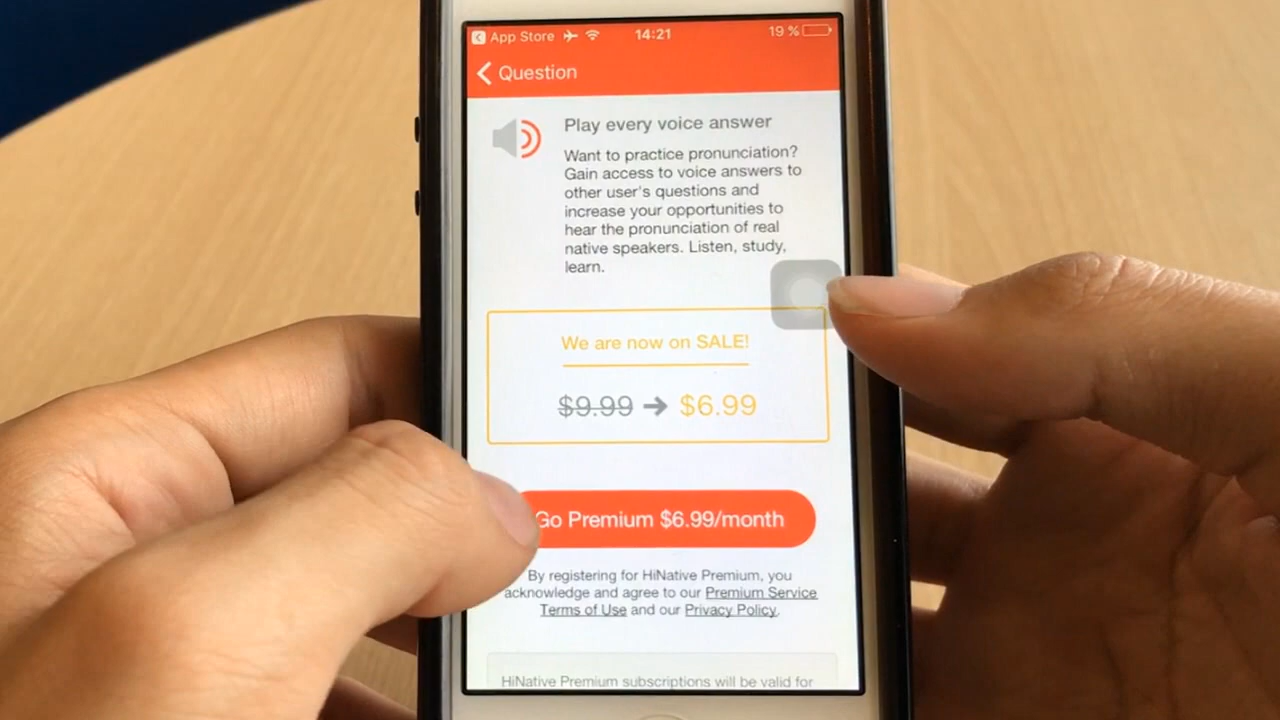 App Store 14:21 19 %
Question
Play every voice answer
Want to practice pronunciation?
Gain access to voice answers to
other user's questions and
increase your opportunities to
hear the pronunciation of real
native speakers. Listen, study,
learn.
We are now on SALE!
$9.99 → $6.99
Go Premium $6.99/month
By registering for HiNative Premium, you
acknowledge and agree to our Premium Service
Terms of Use and our Privacy Policy.
HiNative Premium subscriptions will be valid for